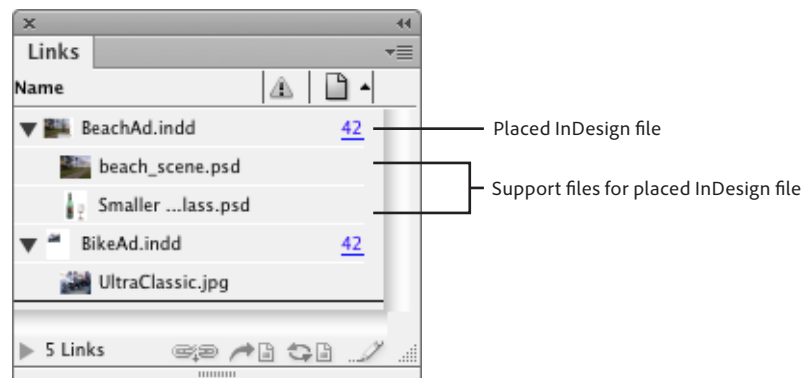 Links
Name
BeachAd.indd 42
Placed InDesign file
beach_scene.psd
Support files for placed InDesign file
Smaller ...lass.psd
BikeAd.indd 42
UltraClassic.jpg
5 Links